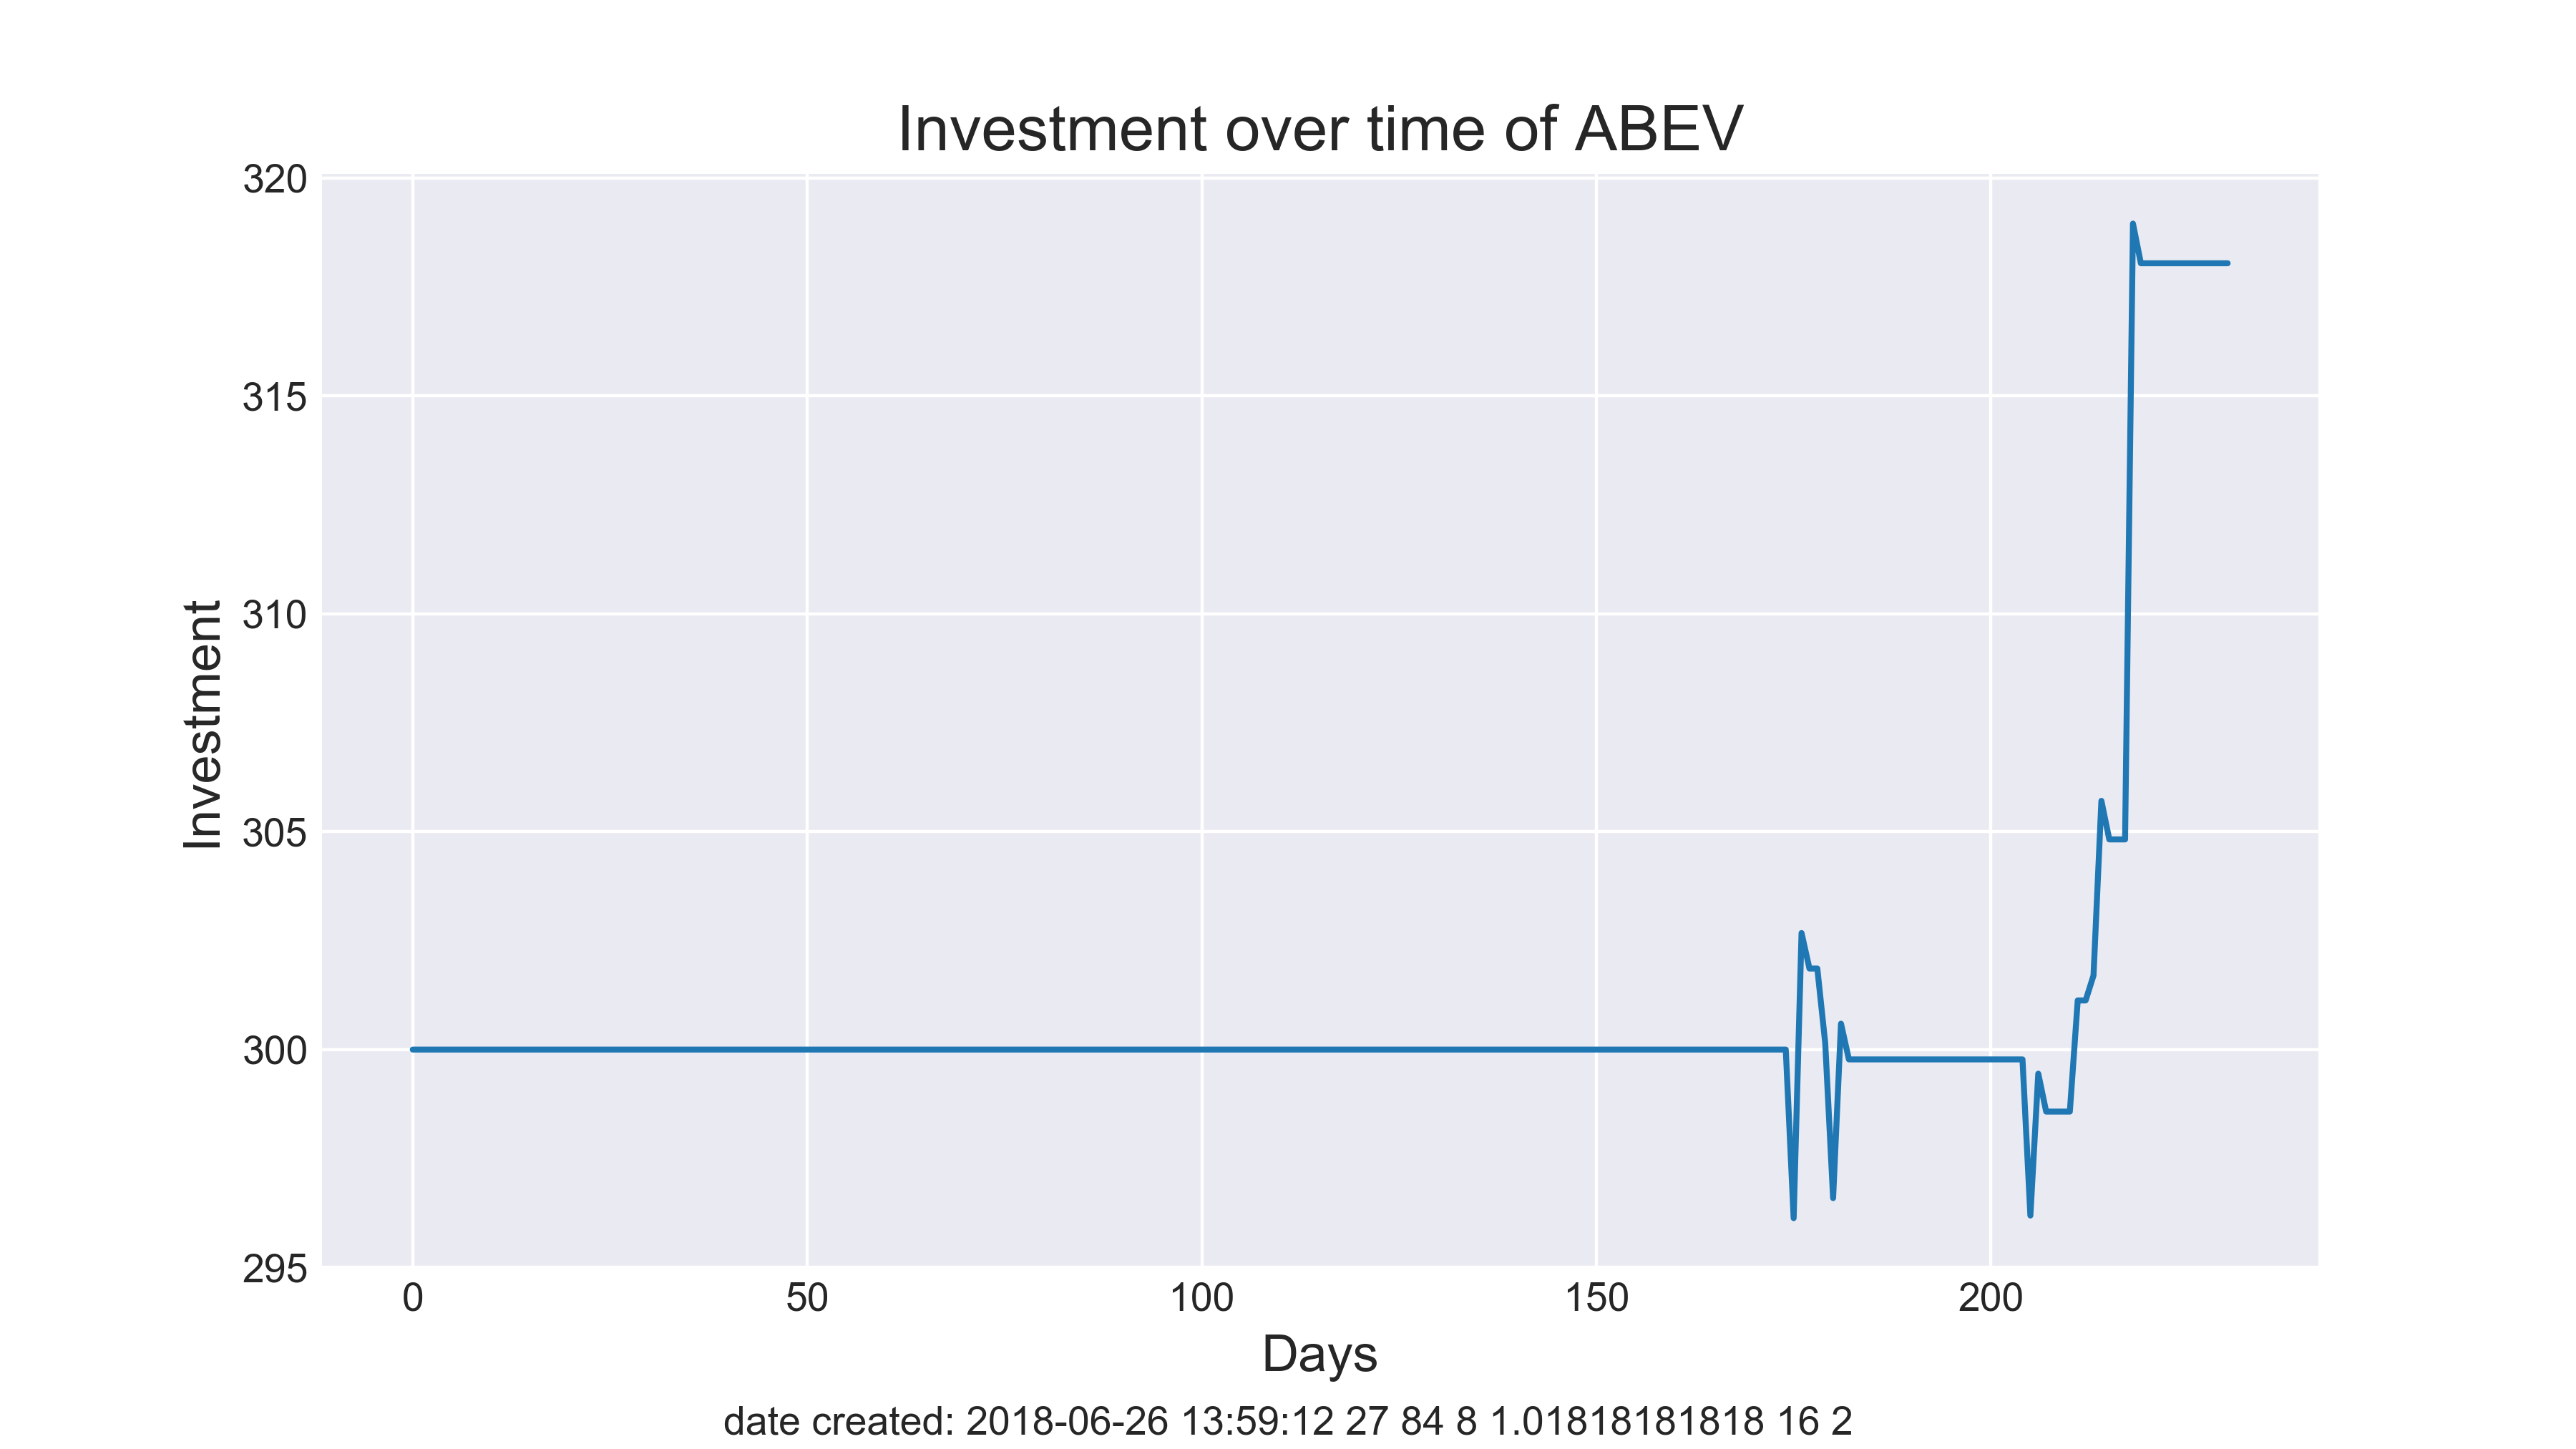 Investment over time of ABEV
320
315
310
305
300
295
Investment
0 50 100 150 200
Days
date created: 2018-06-26 13:59:12 27 84 8 1.01818181818 16 2